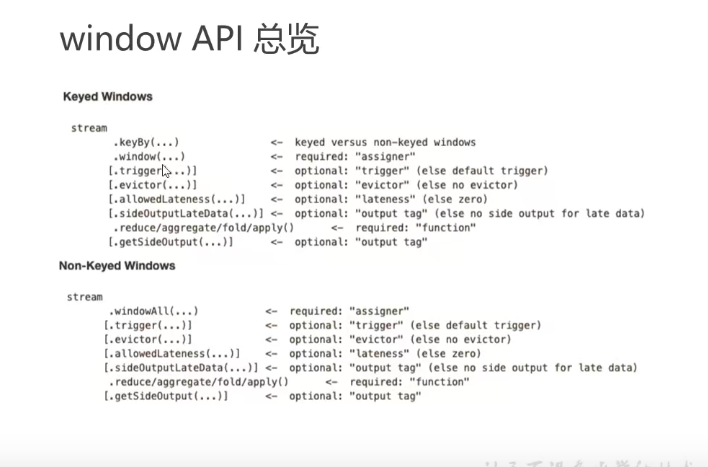 window API 总览
Keyed Windows
stream
.keyBy(...) <- keyed versus non-keyed windows
.window(...) <- required: "assigner"
[.trigger(...)] <- optional: "trigger" (else default trigger)
[.evictor(...)] <- optional: "evictor" (else no evictor)
[.allowedLateness(...)] <- optional: "lateness" (else zero)
[.sideOutputLateData(...)] <- optional: "output tag" (else no side output for late data)
.reduce/aggregate/fold/apply() <- required: "function"
[.getSideOutput(...)] <- optional: "output tag"
Non-Keyed Windows
stream
.windowAll(...) <- required: "assigner"
[.trigger(...)] <- optional: "trigger" (else default trigger)
[.evictor(...)] <- optional: "evictor" (else no evictor)
[.allowedLateness(...)] <- optional: "lateness" (else zero)
[.sideOutputLateData(...)] <- optional: "output tag" (else no side output for late data)
.reduce/aggregate/fold/apply() <- required: "function"
[.getSideOutput(...)] <- optional: "output tag"